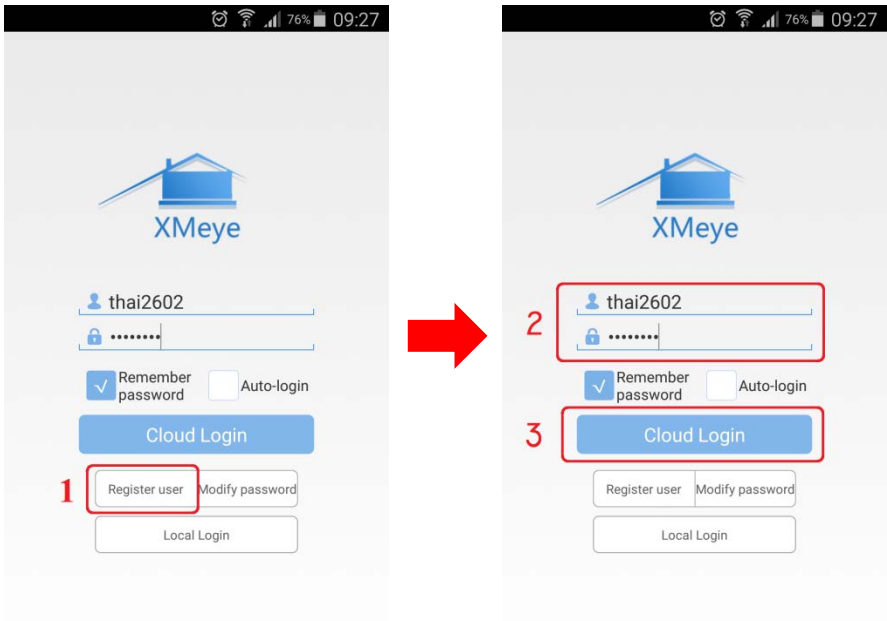 76% 09:27
XMeye
thai2602
••••••••
Remember
password
Auto-login
√
Cloud Login
1
Register user
Modify password
Local Login
76% 09:27
XMeye
2
thai2602
••••••••
Remember
password
Auto-login
√
3
Cloud Login
Register user
Modify password
Local Login